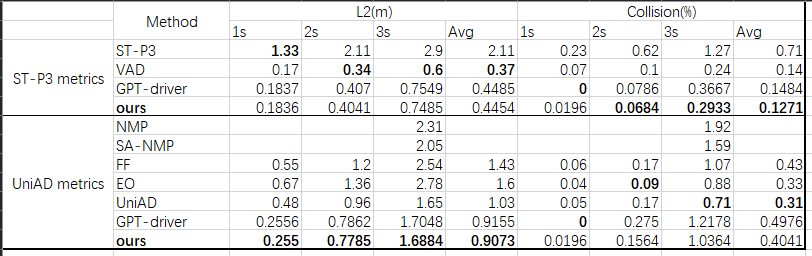 Method L2(m) Collision(%)
1s 2s 3s Avg 1s 2s 3s Avg
ST-P3 metrics
ST-P3 1.33 2.11 2.9 2.11 0.23 0.62 1.27 0.71
VAD 0.17 0.34 0.6 0.37 0.07 0.1 0.24 0.14
GPT-driver 0.1837 0.407 0.7549 0.4485 0 0.0786 0.3667 0.1484
ours 0.1836 0.4041 0.7485 0.4454 0.0196 0.0684 0.2933 0.1271
UniAD metrics
NMP 2.31 1.92
SA-NMP 2.05 1.59
FF 0.55 1.2 2.54 1.43 0.06 0.17 1.07 0.43
EO 0.67 1.36 2.78 1.6 0.04 0.09 0.88 0.33
UniAD 0.48 0.96 1.65 1.03 0.05 0.17 0.71 0.31
GPT-driver 0.2556 0.7862 1.7048 0.9155 0 0.275 1.2178 0.4976
ours 0.255 0.7785 1.6884 0.9073 0.0196 0.1564 1.0364 0.4041